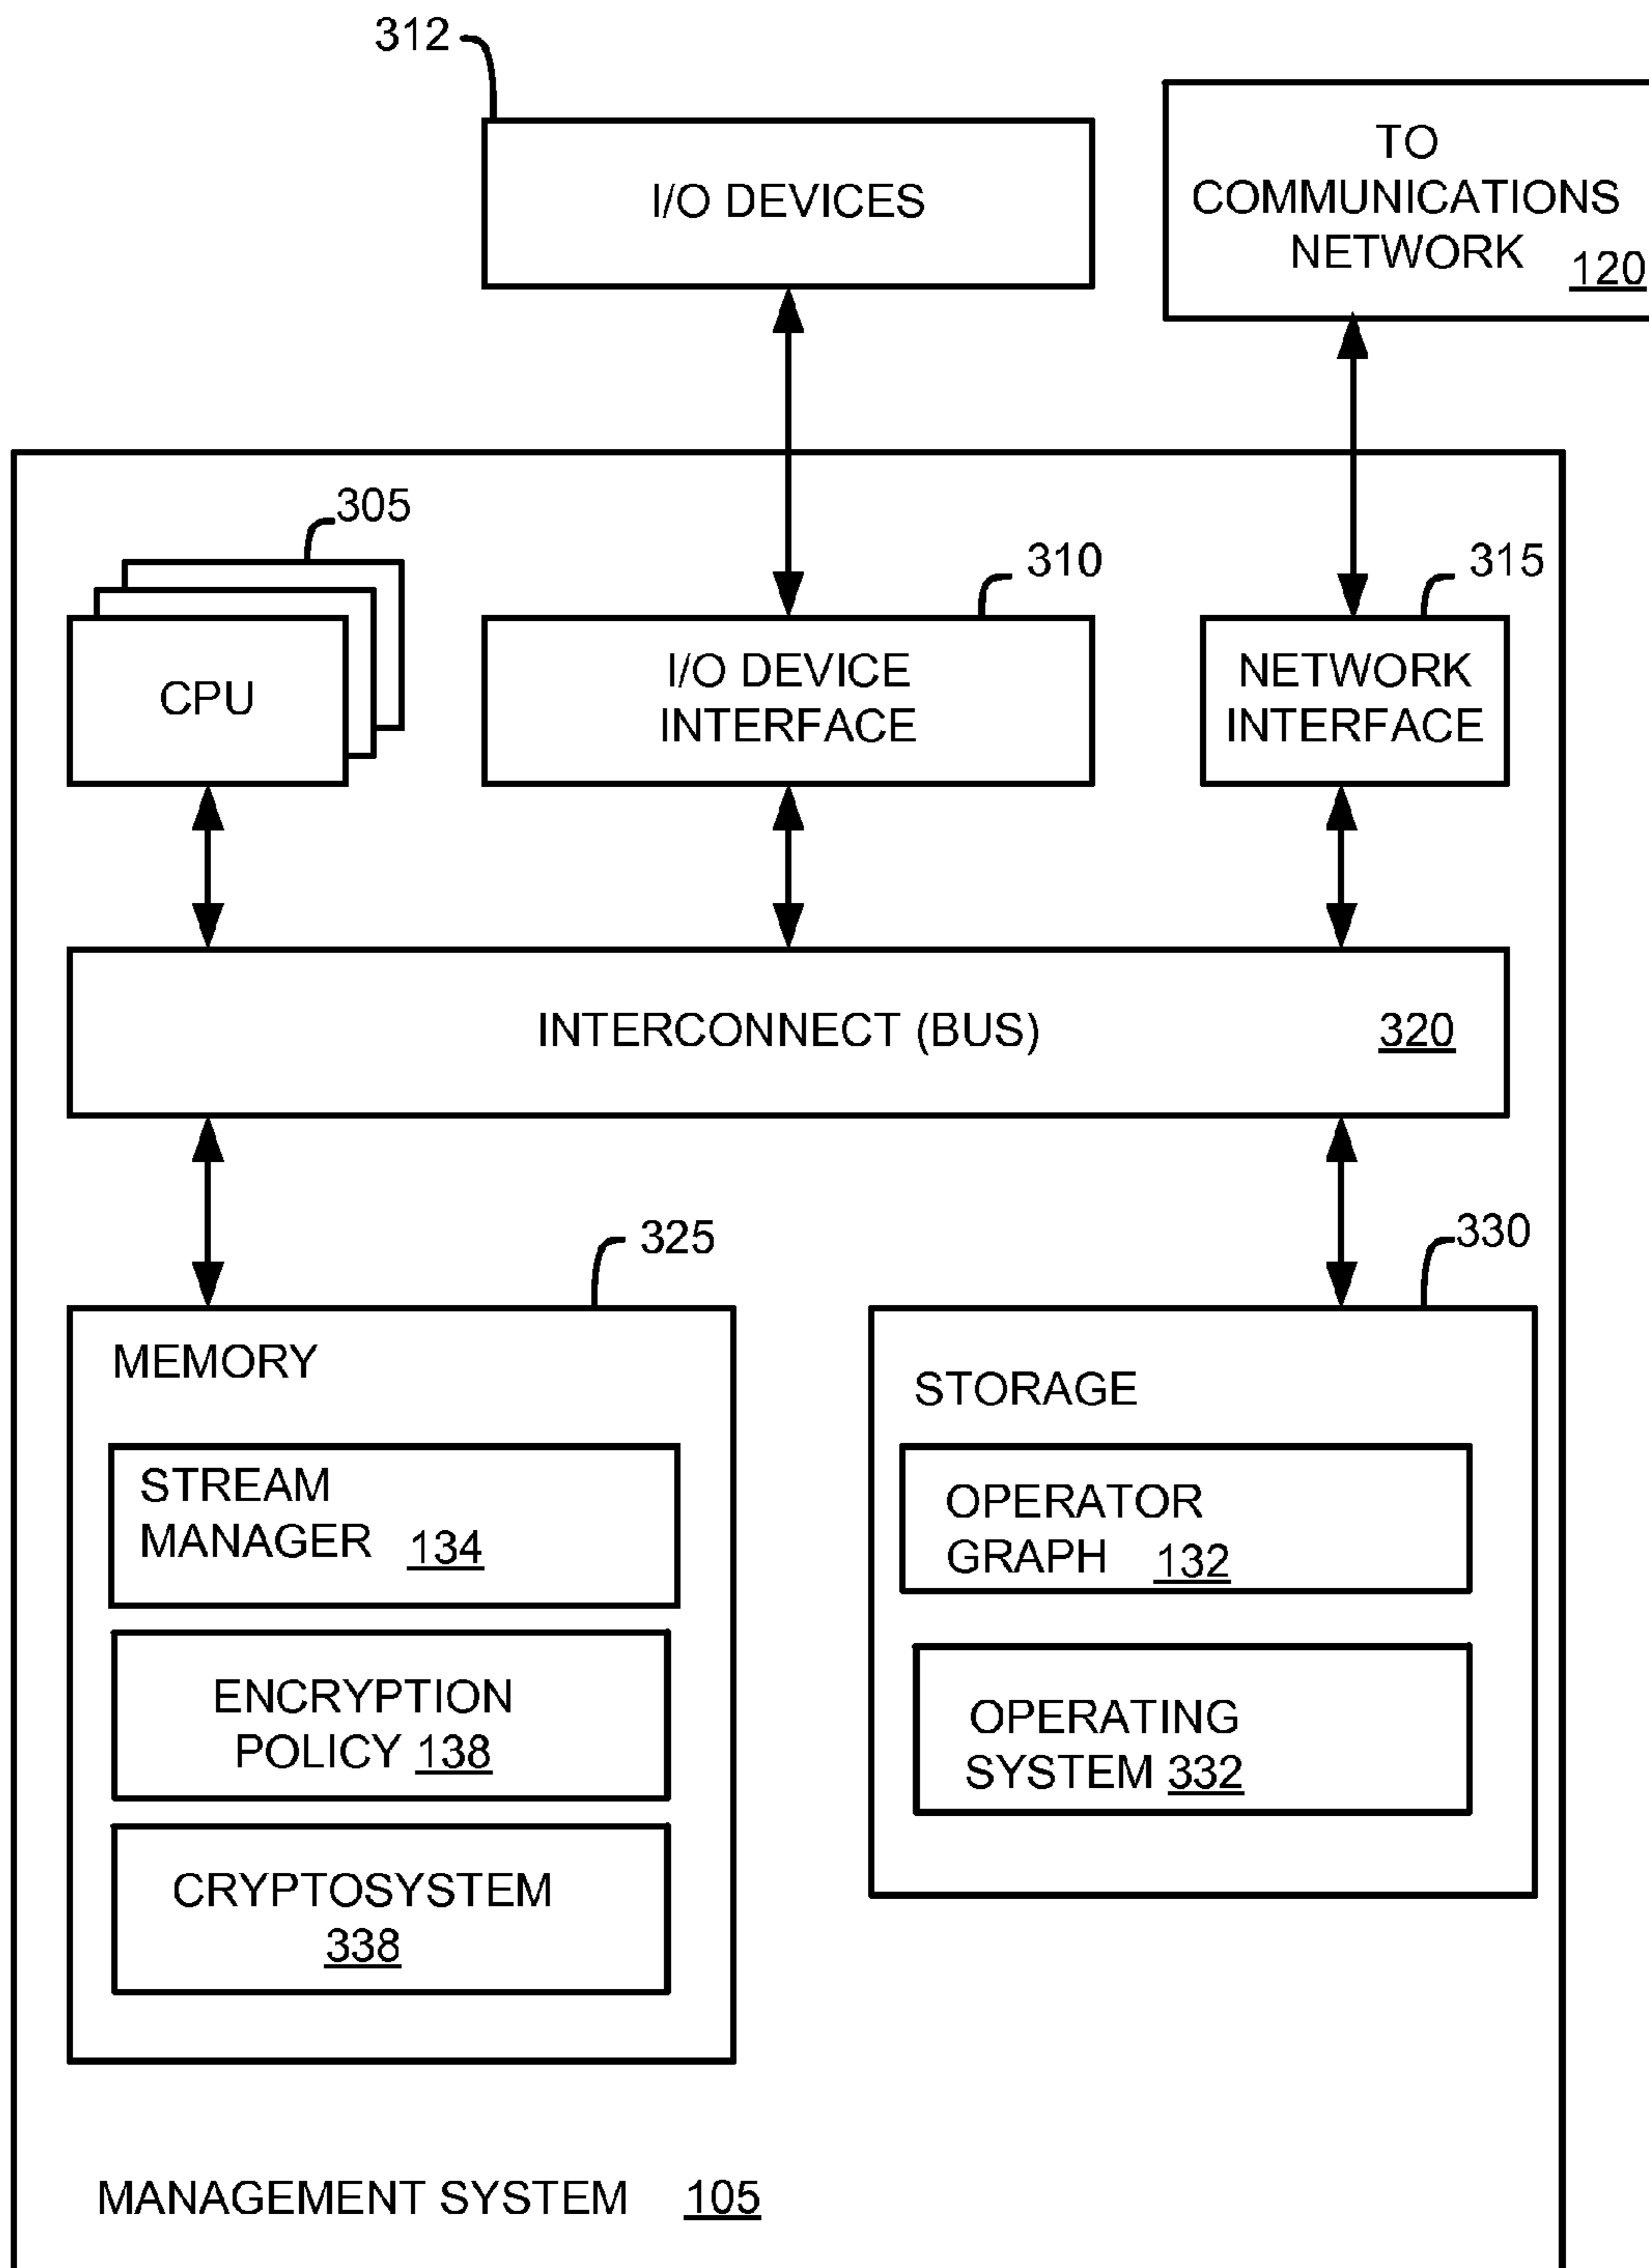 312
I/O DEVICES
TO
COMMUNICATIONS
NETWORK 120
305
310
315
CPU
I/O DEVICE
INTERFACE
NETWORK
INTERFACE
INTERCONNECT (BUS) 320
325
330
MEMORY
STREAM
MANAGER 134
ENCRYPTION
POLICY 138
CRYPTOSYSTEM
338
STORAGE
OPERATOR
GRAPH 132
OPERATING
SYSTEM 332
MANAGEMENT SYSTEM 105